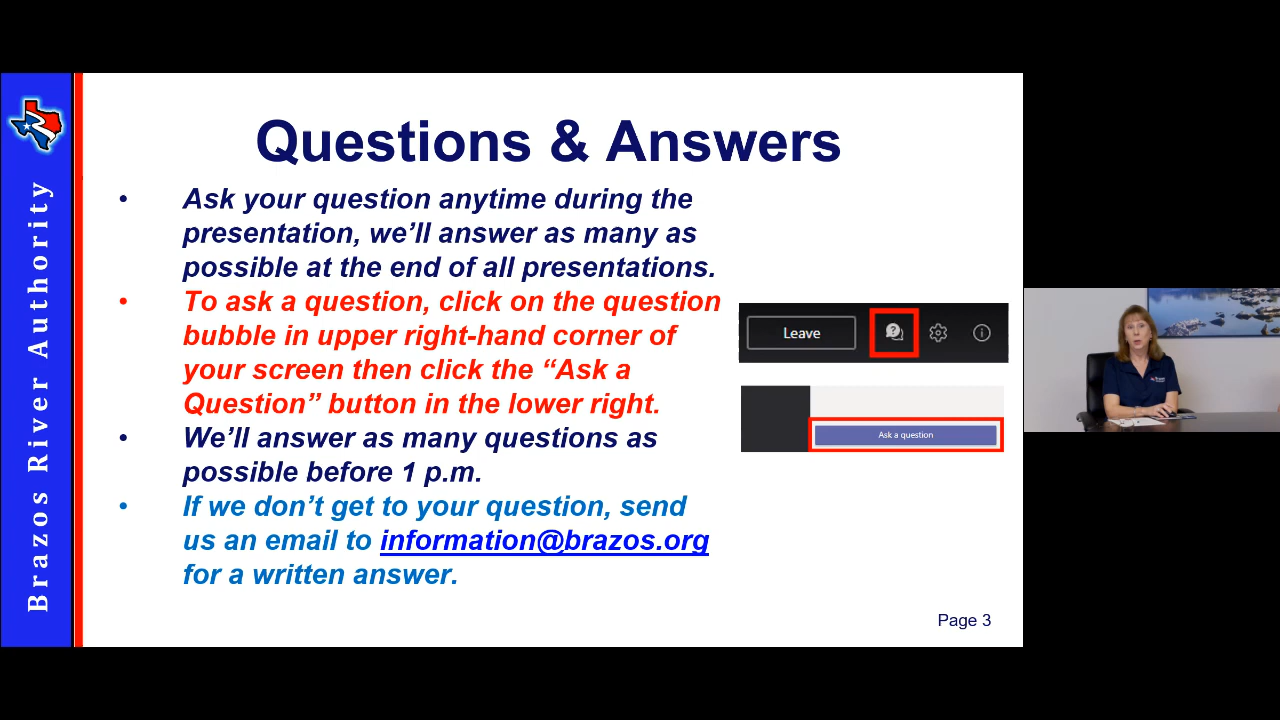 Brazos River Authority
Questions & Answers
• Ask your question anytime during the
presentation, we’ll answer as many as
possible at the end of all presentations.
• To ask a question, click on the question
bubble in upper right-hand corner of
your screen then click the “Ask a
Question” button in the lower right.
• We’ll answer as many questions as
possible before 1 p.m.
• If we don’t get to your question, send
us an email to information@brazos.org
for a written answer.
Leave
Ask a question
Page 3